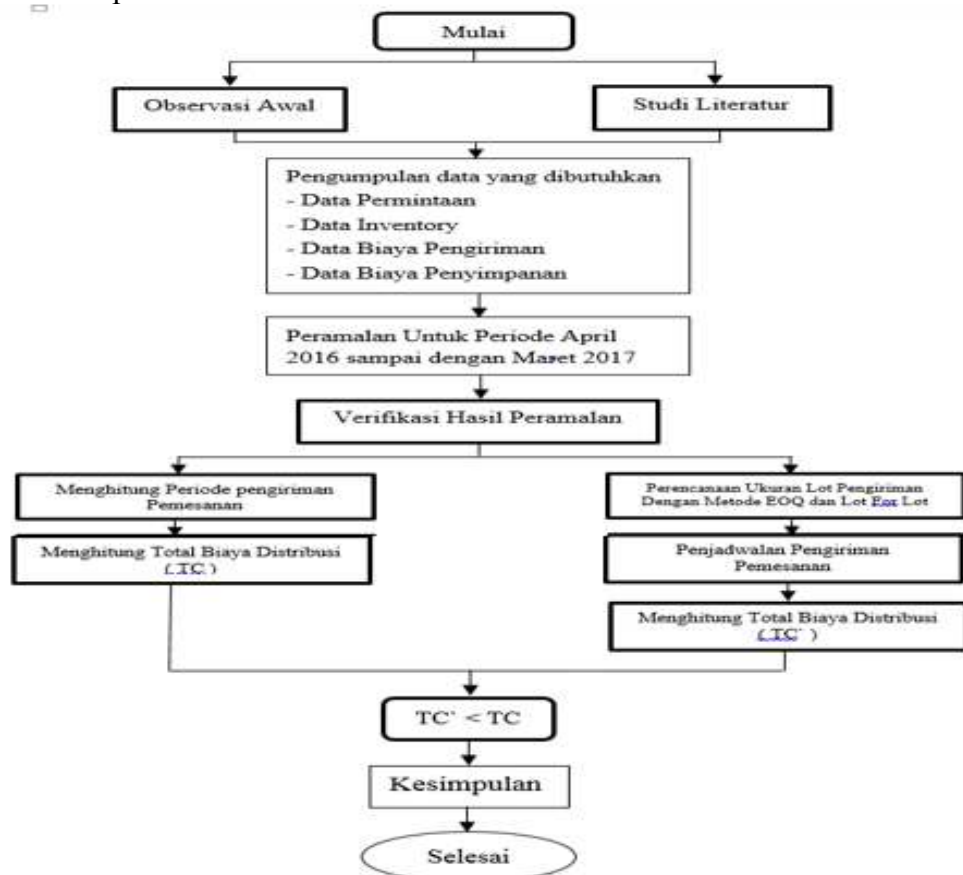 Mulai
Observasi Awal
Studi Literatur
Pengumpulan data yang dibutuhkan
- Data Permintaan
- Data Inventory
- Data Biaya Pengiriman
- Data Biaya Penyimpanan
Peramalan Untuk Periode April
2016 sampai dengan Maret 2017
Verifikasi Hasil Peramalan
Menghitung Periode pengiriman
Pemesanan
Menghitung Total Biaya Distribusi
( TC )
Perencanaan Ukuran Lot Pengiriman
Dengan Metode EOQ dan Lot For Lot
Penjadwalan Pengiriman
Pemesanan
Menghitung Total Biaya Distribusi
( TC` )
TC` < TC
Kesimpulan
Selesai